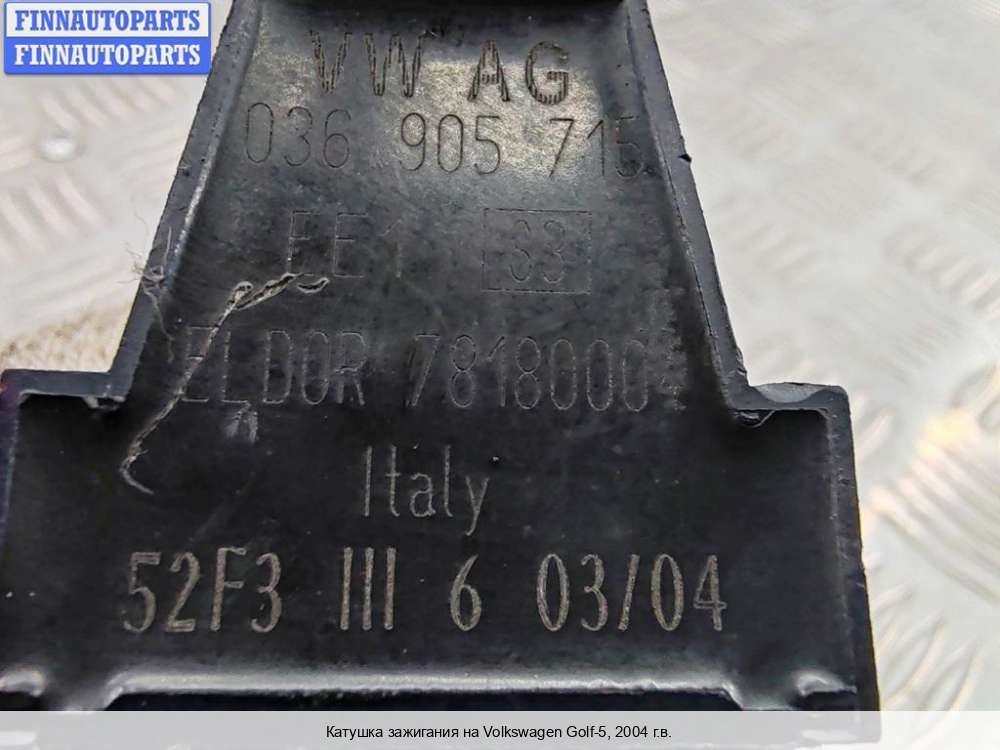 FINNAUTOPARTS
FINNAUTOPARTS
VW AG
036 905 715
EE1 33
ELDOR 78180004
Italy
52F3 III 6 03/04
Катушка зажигания на Volkswagen Golf-5, 2004 г.в.